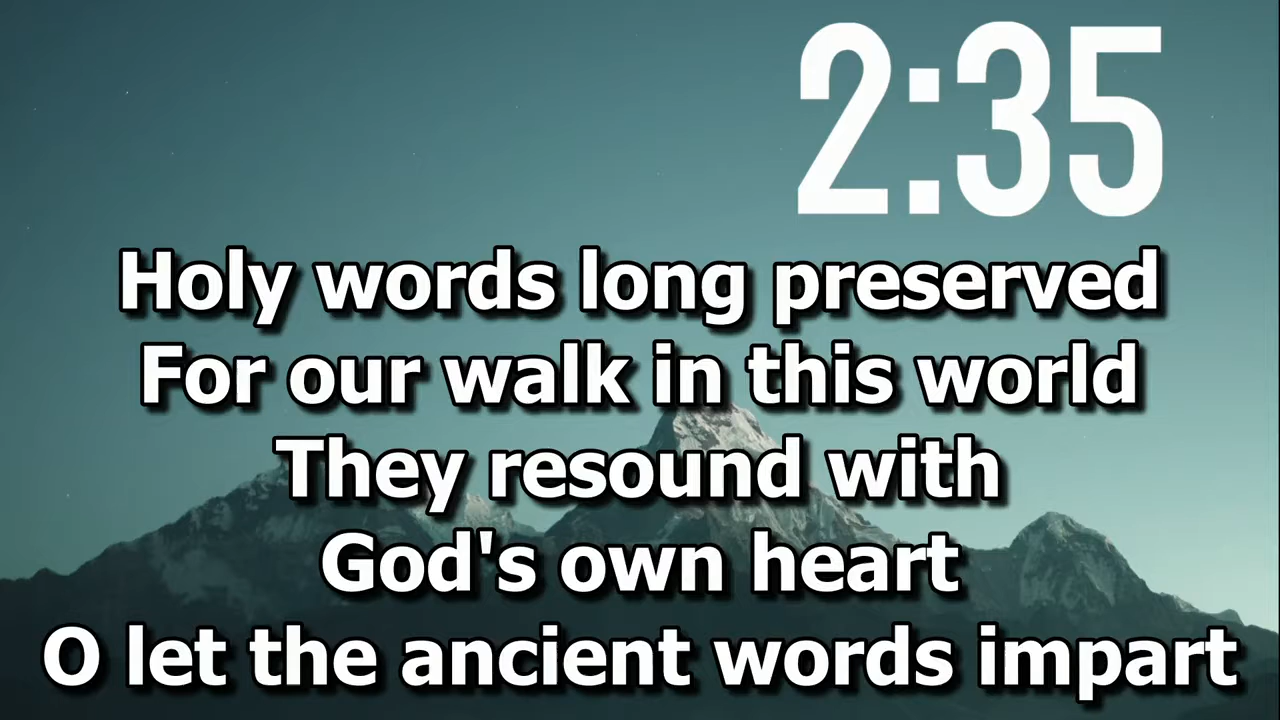 2:35
Holy words long preserved
For our walk in this world
They resound with
God's own heart
O let the ancient words impart